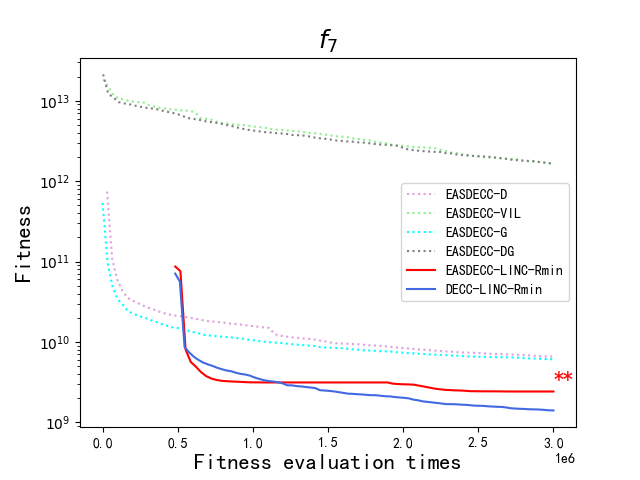 f7
Fitness
10^13
10^12
10^11
10^10
10^9
EASDECC-D
EASDECC-VIL
EASDECC-G
EASDECC-DG
EASDECC-LINC-Rmin
DECC-LINC-Rmin
**
0.0 0.5 1.0 1.5 2.0 2.5 3.0
1e6
Fitness evaluation times